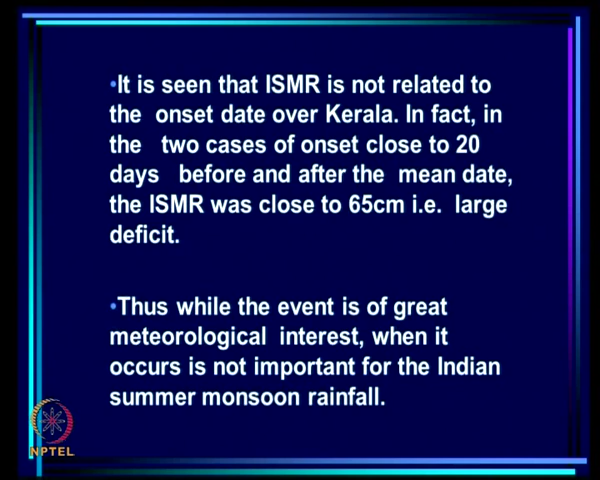 •It is seen that ISMR is not related to
the onset date over Kerala. In fact, in
the two cases of onset close to 20
days before and after the mean date,
the ISMR was close to 65cm i.e. large
deficit.
•Thus while the event is of great
meteorological interest, when it
occurs is not important for the Indian
summer monsoon rainfall.
NPTEL